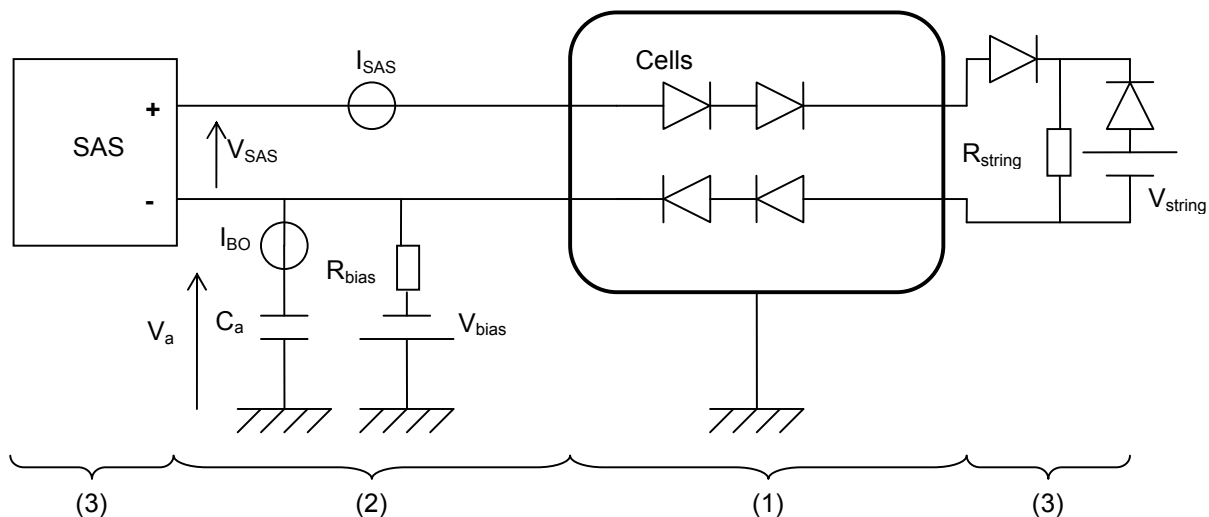 I_SAS
Cells
+
SAS
V_SAS
-
R_string
V_string
I_BO
R_bias
V_a
C_a
V_bias
(3)
(2)
(1)
(3)